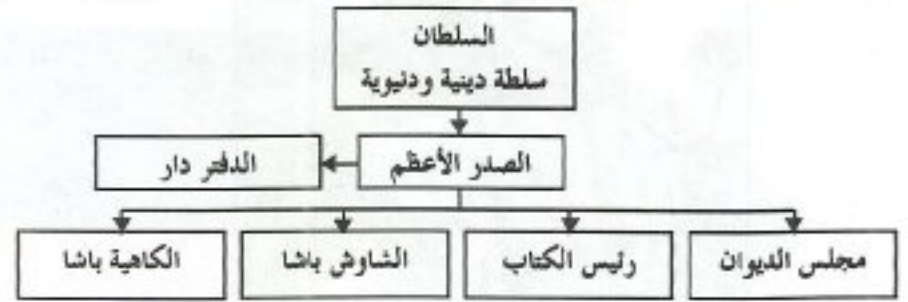 السلطان
سلطة دينية ودنيوية
الصدر الأعظم
الدفتر دار
مجلس الديوان
رئيس الكتاب
الشاوش باشا
الكاهية باشا